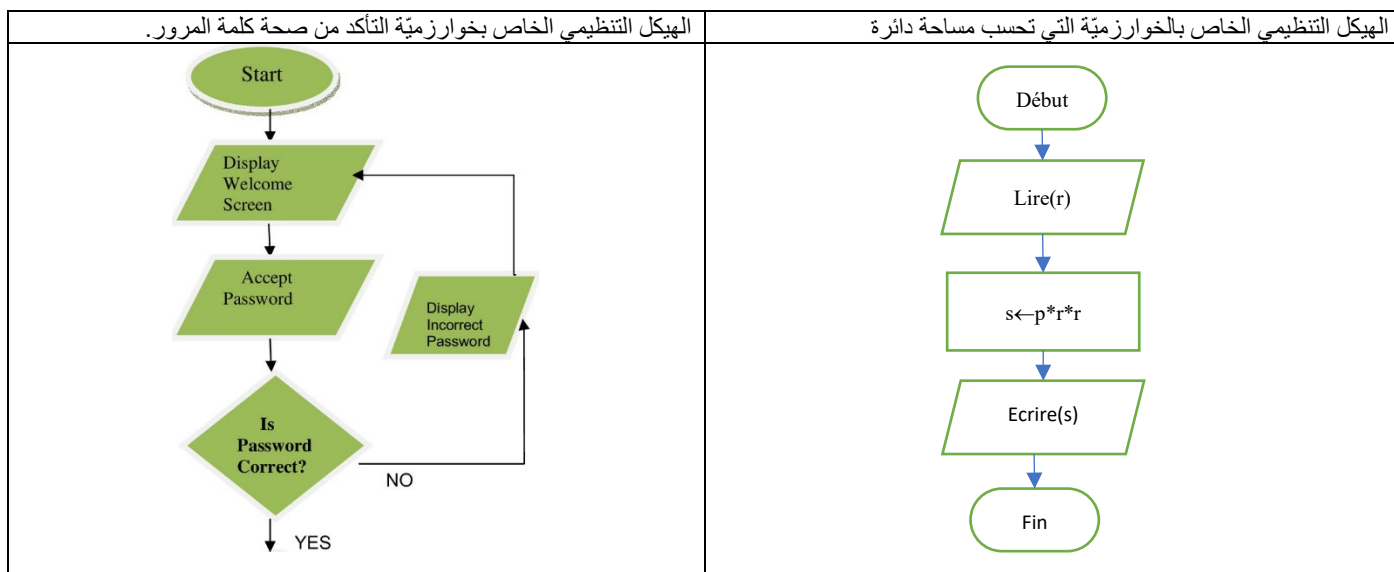 الهيكل التنظيمي الخاص بالخوارزميّة التي تحسب مساحة دائرة
Début
Lire(r)
s←p*r*r
Ecrire(s)
Fin
الهيكل التنظيمي الخاص بخوارزميّة التأكد من صحة كلمة المرور.
Start
Display
Welcome
Screen
Accept
Password
Display
Incorrect
Password
Is
Password
Correct?
NO
YES